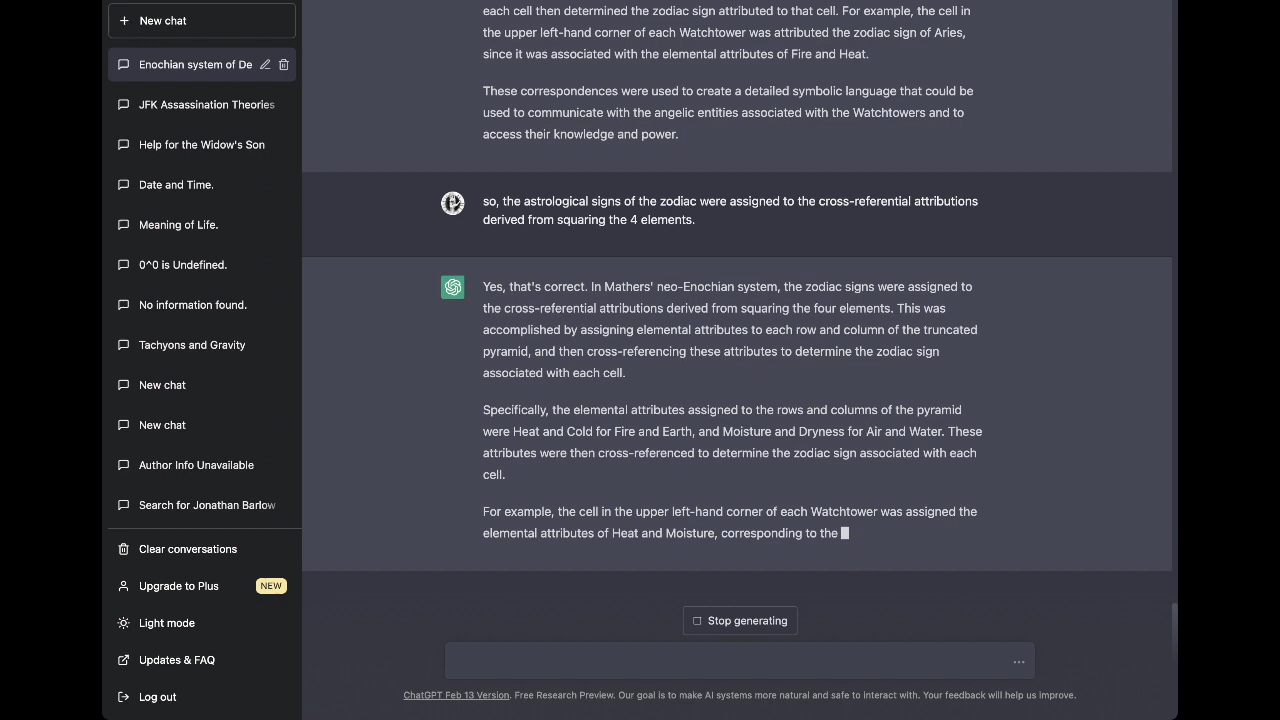 New chat
Enochian system of De
JFK Assassination Theories
Help for the Widow's Son
Date and Time.
Meaning of Life.
0^0 is Undefined.
No information found.
Tachyons and Gravity
New chat
New chat
Author Info Unavailable
Search for Jonathan Barlow
Clear conversations
Upgrade to Plus NEW
Light mode
Updates & FAQ
Log out
each cell then determined the zodiac sign attributed to that cell. For example, the cell in
the upper left-hand corner of each Watchtower was attributed the zodiac sign of Aries,
since it was associated with the elemental attributes of Fire and Heat.
These correspondences were used to create a detailed symbolic language that could be
used to communicate with the angelic entities associated with the Watchtowers and to
access their knowledge and power.
so, the astrological signs of the zodiac were assigned to the cross-referential attributions
derived from squaring the 4 elements.
Yes, that's correct. In Mathers' neo-Enochian system, the zodiac signs were assigned to
the cross-referential attributions derived from squaring the four elements. This was
accomplished by assigning elemental attributes to each row and column of the truncated
pyramid, and then cross-referencing these attributes to determine the zodiac sign
associated with each cell.
Specifically, the elemental attributes assigned to the rows and columns of the pyramid
were Heat and Cold for Fire and Earth, and Moisture and Dryness for Air and Water. These
attributes were then cross-referenced to determine the zodiac sign associated with each
cell.
For example, the cell in the upper left-hand corner of each Watchtower was assigned the
elemental attributes of Heat and Moisture, corresponding to the
Stop generating
ChatGPT Feb 13 Version. Free Research Preview. Our goal is to make AI systems more natural and safe to interact with. Your feedback will help us improve.